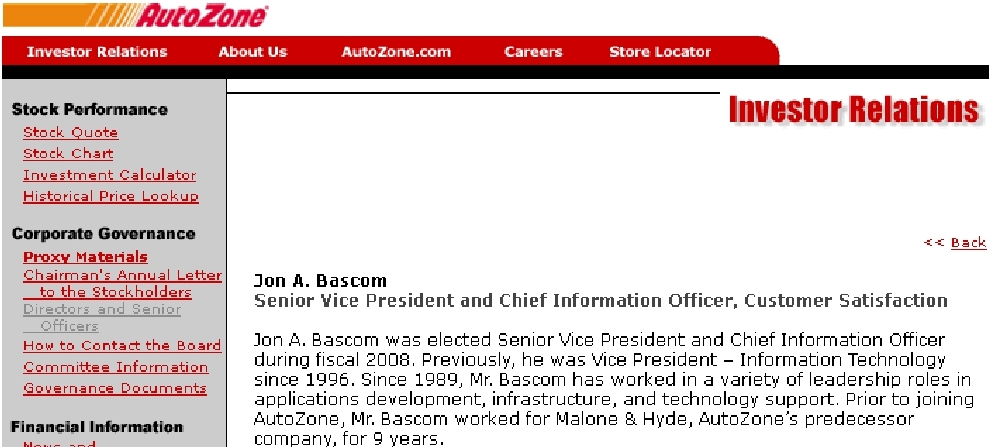 AutoZone
Investor Relations About Us AutoZone.com Careers Store Locator
Investor Relations
Stock Performance
Stock Quote
Stock Chart
Investment Calculator
Historical Price Lookup
Corporate Governance
Proxy Materials
Chairman's Annual Letter
to the Stockholders
Directors and Senior
Officers
How to Contact the Board
Committee Information
Governance Documents
Financial Information
News and
<< Back
Jon A. Bascom
Senior Vice President and Chief Information Officer, Customer Satisfaction
Jon A. Bascom was elected Senior Vice President and Chief Information Officer
during fiscal 2008. Previously, he was Vice President – Information Technology
since 1996. Since 1989, Mr. Bascom has worked in a variety of leadership roles in
applications development, infrastructure, and technology support. Prior to joining
AutoZone, Mr. Bascom worked for Malone & Hyde, AutoZone's predecessor
company, for 9 years.